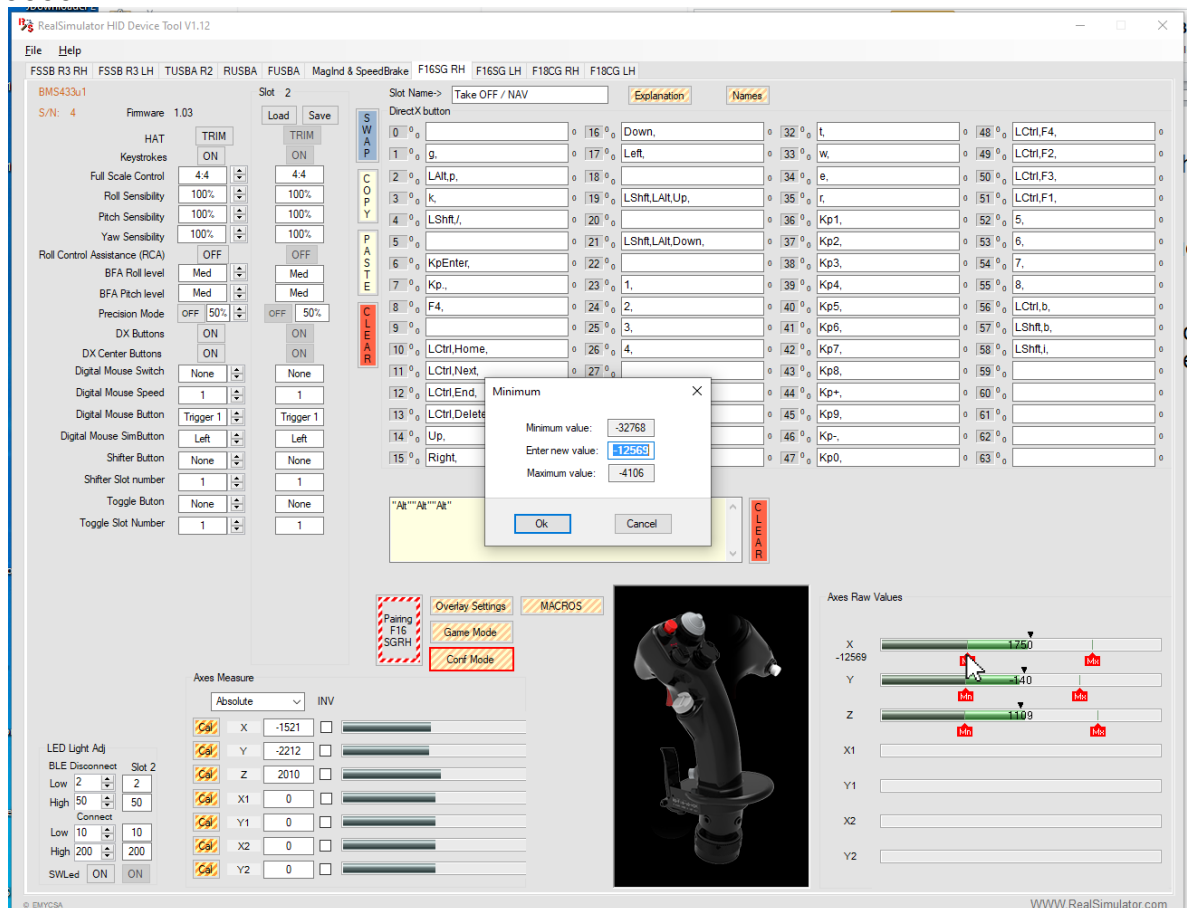 RealSimulator HID Device Tool V1.12
File Help
FSSB R3 RH FSSB R3 LH TUSBA R2 RUSBA FUSBA MagInd & SpeedBrake F16SG RH F16SG LH F18CG RH F18CG LH
BMS433u1 Slot 2 Slot Name-> Take OFF / NAV Explanation Names
S/N: 4 Firmware 1.03 Load Save DirectX button
HAT TRIM TRIM
Keystrokes ON ON
Full Scale Control 4:4 4:4
Roll Sensibility 100% 100%
Pitch Sensibility 100% 100%
Yaw Sensibility 100% 100%
Roll Control Assistance (RCA) OFF OFF
BFA Roll level Med Med
BFA Pitch level Med Med
Precision Mode OFF 50% OFF 50%
DX Buttons ON ON
DX Center Buttons ON ON
Digital Mouse Switch None None
Digital Mouse Speed 1 1
Digital Mouse Button Trigger 1 Trigger 1
Digital Mouse SimButton Left Left
Shifter Button None None
Shifter Slot number 1 1
Toggle Buton None None
Toggle Slot Number 1 1
SWAP
COPY
PASTE
CLEAR
0 16 Down, 32 t, 48 LCtrl,F4,
1 g, 17 Left, 33 w, 49 LCtrl,F2,
2 LAlt,p, 18 34 e, 50 LCtrl,F3,
3 k, 19 LShft,LAlt,Up, 35 r, 51 LCtrl,F1,
4 LShft,/, 20 36 Kp1, 52 5,
5 21 LShft,LAlt,Down, 37 Kp2, 53 6,
6 KpEnter, 22 38 Kp3, 54 7,
7 Kp., 23 1, 39 Kp4, 55 8,
8 F4, 24 2, 40 Kp5, 56 LCtrl,b,
9 25 3, 41 Kp6, 57 LShft,b,
10 LCtrl,Home, 26 4, 42 Kp7, 58 LShft,i,
11 LCtrl,Next, 27 43 Kp8, 59
12 LCtrl,End, 44 Kp+, 60
13 LCtrl,Delete 45 Kp9, 61
14 Up, 46 Kp-, 62
15 Right, 47 Kp0, 63
Minimum
Minimum value: -32768
Enter new value: -12569
Maximum value: -4106
Ok Cancel
"Alt""Alt""Alt"
CLEAR
Pairing F16 SGRH
Overlay Settings MACROS
Game Mode
Conf Mode
Axes Measure
Absolute INV
Cal X -1521
Cal Y -2212
Cal Z 2010
Cal X1 0
Cal Y1 0
Cal X2 0
Cal Y2 0
LED Light Adj
BLE Disconnect Slot 2
Low 2 2
High 50 50
Connect
Low 10 10
High 200 200
SWLed ON ON
Axes Raw Values
X 1750
-12569 Mx
Y -140
Mn Mx
Z 1109
Mn Mx
X1
Y1
X2
Y2
© EMYCSA WWW.RealSimulator.com